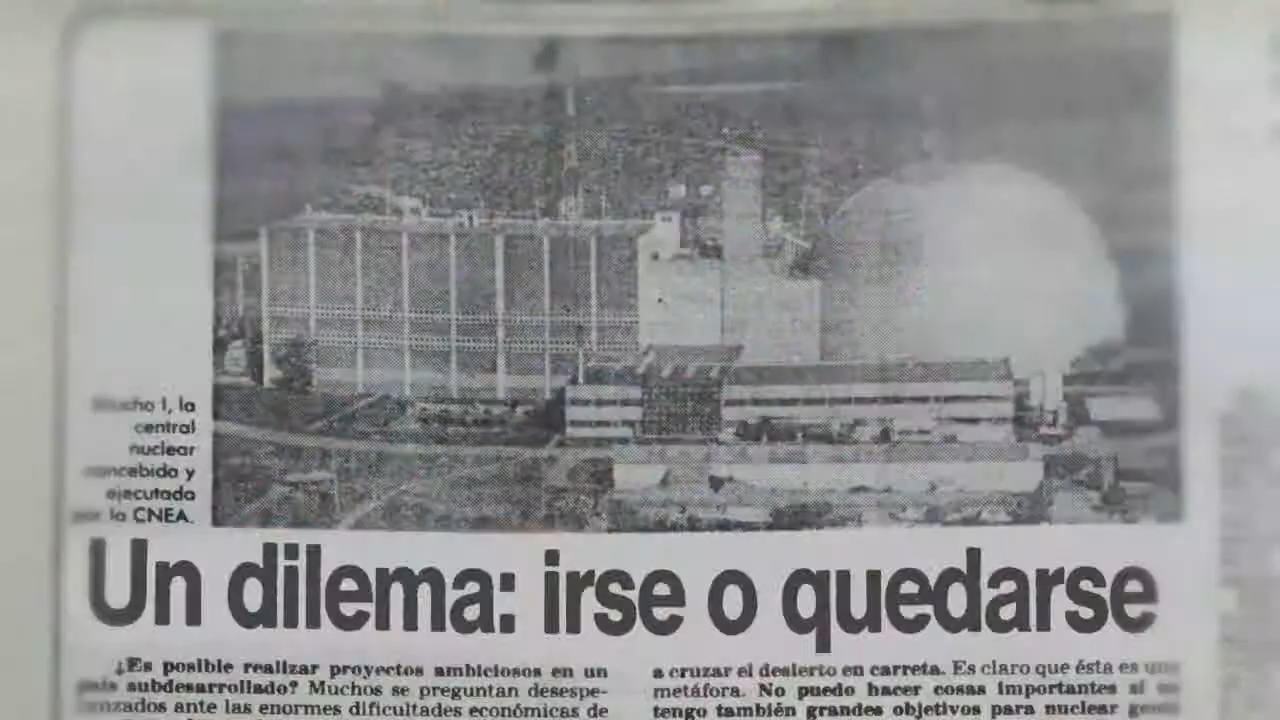 I, la
central
nuclear
concebida y
ejecutada
por la CNEA.
Un dilema: irse o quedarse
¿Es posible realizar proyectos ambiciosos en un
país subdesarrollado? Muchos se preguntan desespe-
ranzados ante las enormes dificultades económicas de
a cruzar el desierto en carreta. Es claro que ésta es una
metáfora. No puedo hacer cosas importantes si no
tengo también grandes objetivos para nuclear gente